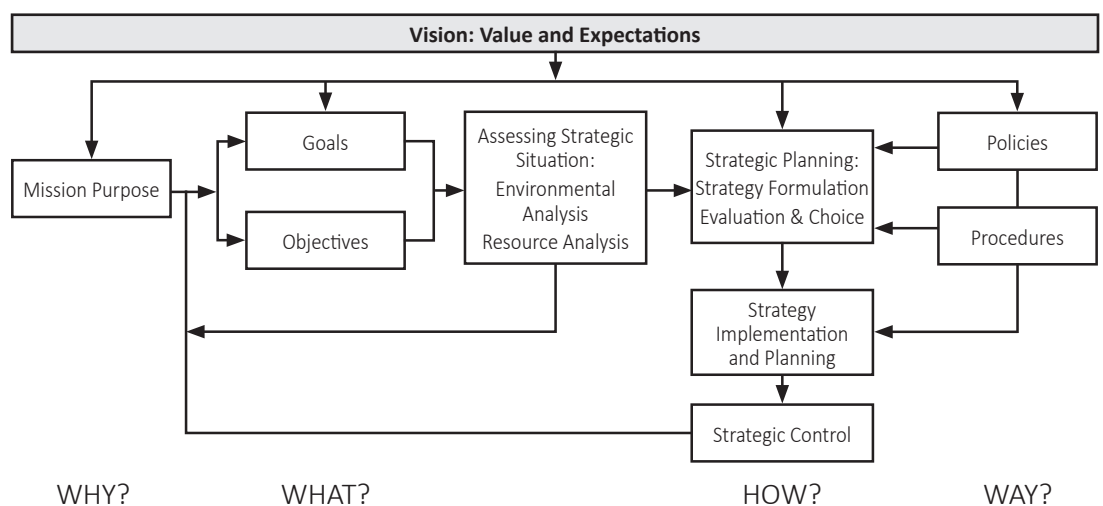 Vision: Value and Expectations
Mission Purpose
Goals
Objectives
Assessing Strategic
Situation:
Environmental
Analysis
Resource Analysis
Strategic Planning:
Strategy Formulation
Evaluation & Choice
Policies
Procedures
Strategy
Implementation
and Planning
Strategic Control
WHY?
WHAT?
HOW?
WAY?